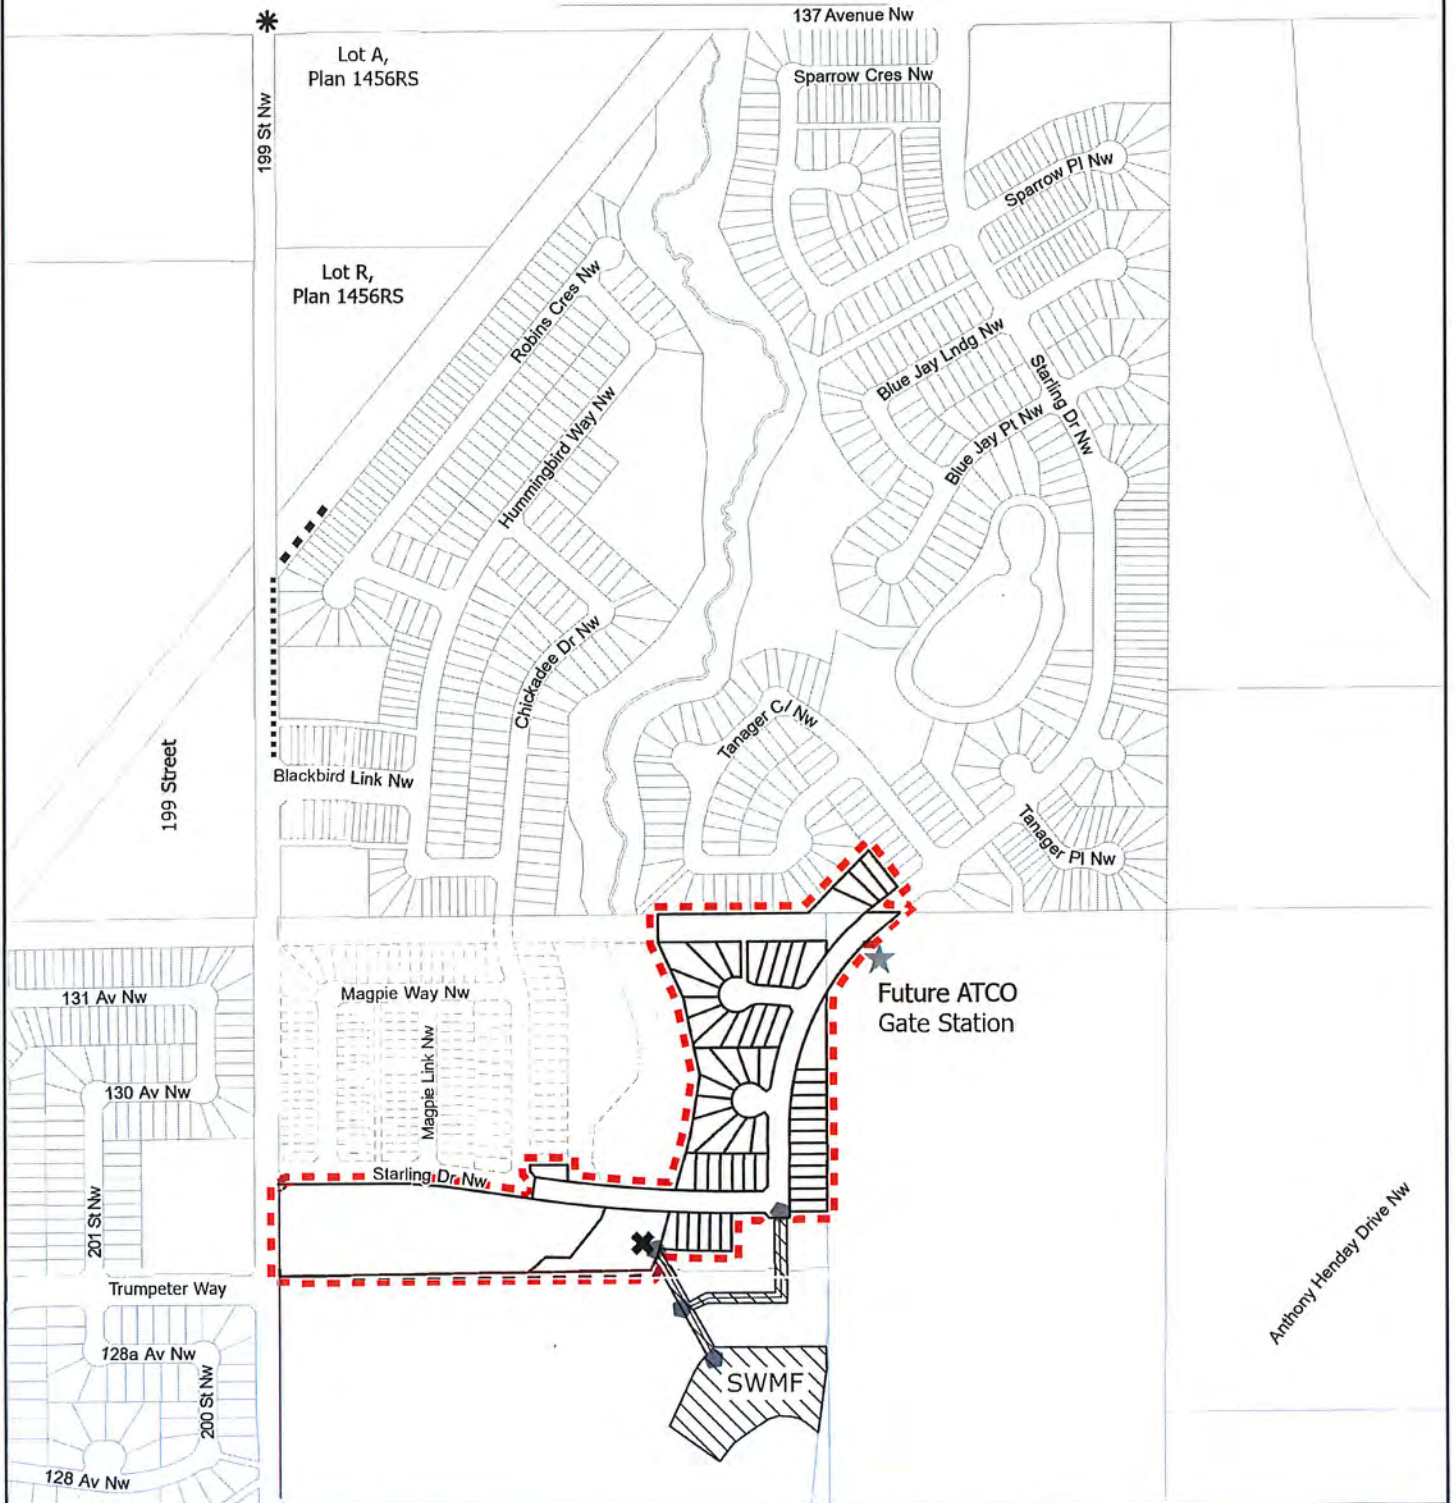 137 Avenue Nw
Lot A,
Plan 1456RS
Sparrow Cres Nw
199 St Nw
Sparrow Pl Nw
Lot R,
Plan 1456RS
Robins Cres Nw
Blue Jay Lndg Nw
Starling Dr Nw
Hummingbird Way Nw
Blue Jay Pt Nw
Chickadee Dr Nw
Tanager Cl Nw
199 Street
Blackbird Link Nw
Tanager Pl Nw
131 Av Nw
Magpie Way Nw
Future ATCO
Gate Station
Magpie Link Nw
130 Av Nw
Starling Dr Nw
201 St Nw
Anthony Henday Drive Nw
Trumpeter Way
128a Av Nw
SWMF
200 St Nw
128 Av Nw